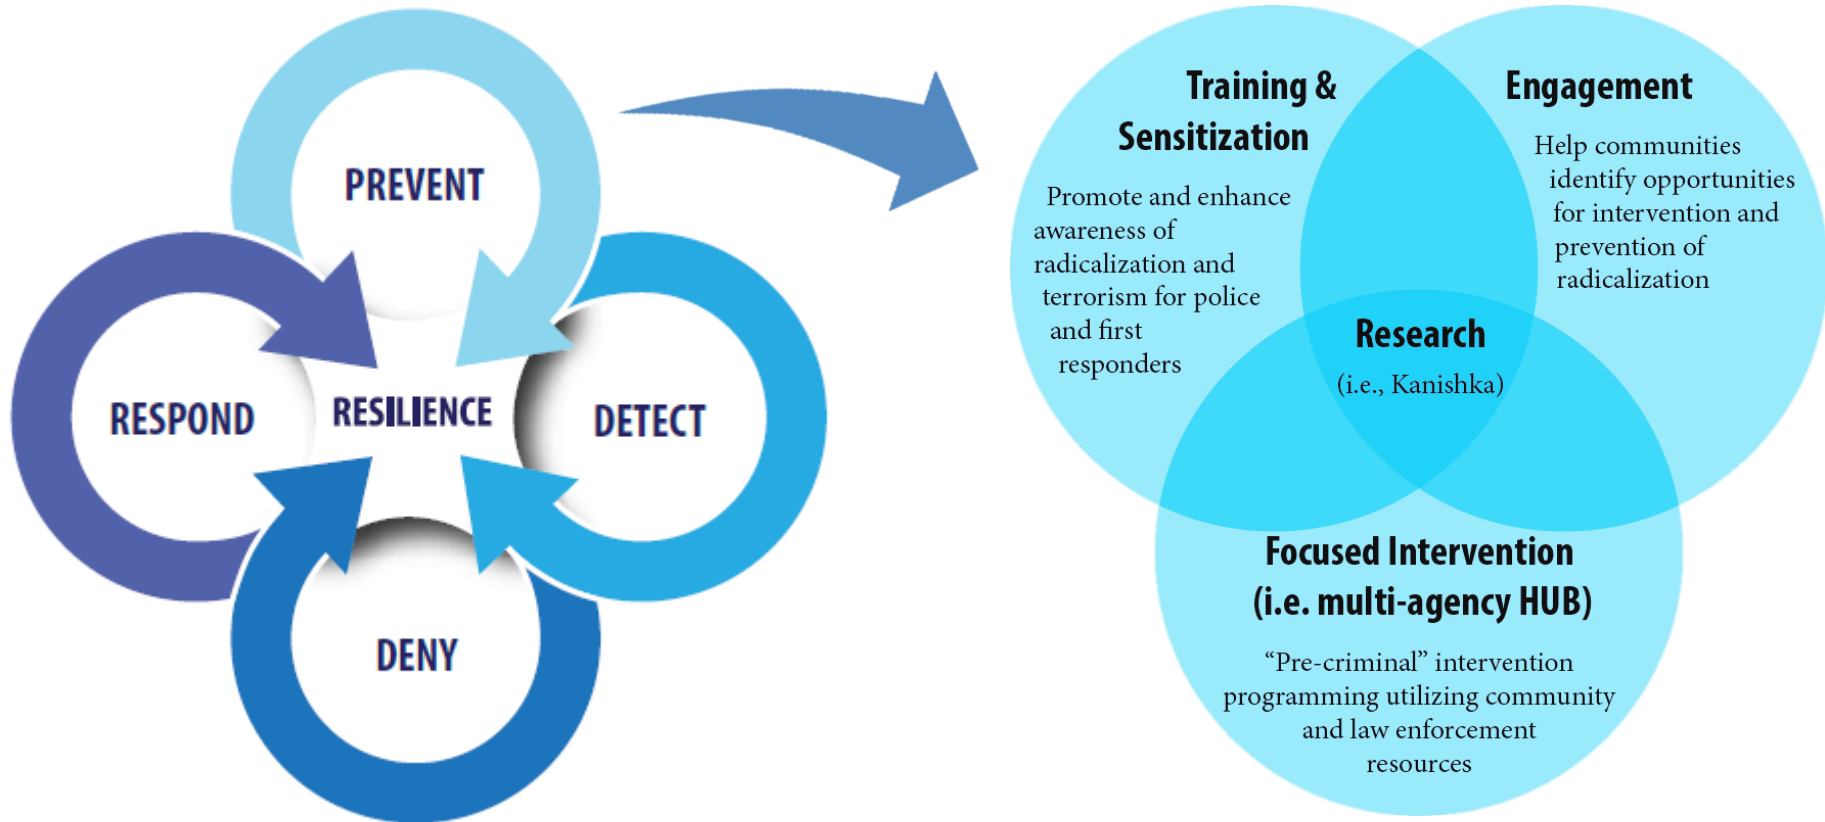 PREVENT
RESPOND
RESILIENCE
DETECT
DENY
Training &
Sensitization
Promote and enhance
awareness of
radicalization and
terrorism for police
and first
responders
Engagement
Help communities
identify opportunities
for intervention and
prevention of
radicalization
Research
(i.e., Kanishka)
Focused Intervention
(i.e. multi-agency HUB)
“Pre-criminal” intervention
programming utilizing community
and law enforcement
resources